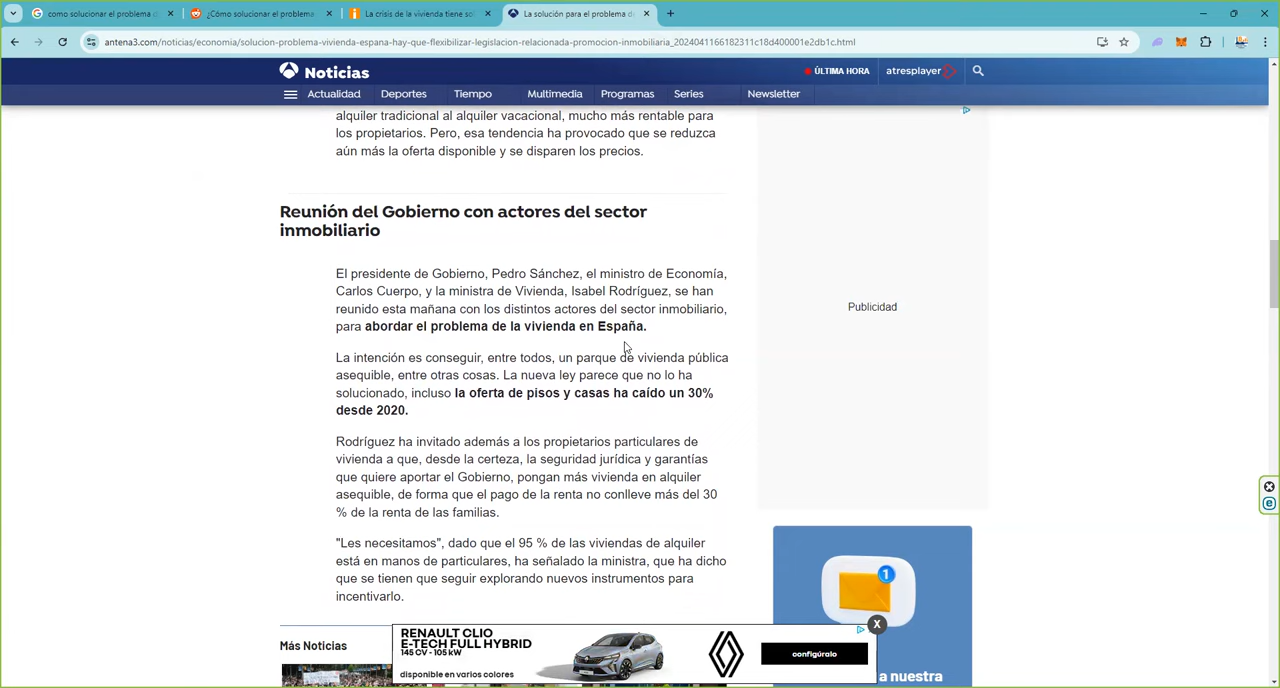 como solucionar el problema d
¿Cómo solucionar el problema
La crisis de la vivienda tiene so
La solución para el problema de
antena3.com/noticias/economia/solucion-problema-vivienda-espana-hay-que-flexibilizar-legislacion-relacionada-promocion-inmobiliaria_2024041166182311c18d400001e2db1c.html
Noticias
ÚLTIMA HORA
atresplayer
Actualidad Deportes Tiempo Multimedia Programas Series Newsletter
alquiler tradicional al alquiler vacacional, mucho más rentable para
los propietarios. Pero, esa tendencia ha provocado que se reduzca
aún más la oferta disponible y se disparen los precios.
Reunión del Gobierno con actores del sector
inmobiliario
El presidente de Gobierno, Pedro Sánchez, el ministro de Economía,
Carlos Cuerpo, y la ministra de Vivienda, Isabel Rodríguez, se han
reunido esta mañana con los distintos actores del sector inmobiliario,
para abordar el problema de la vivienda en España.
La intención es conseguir, entre todos, un parque de vivienda pública
asequible, entre otras cosas. La nueva ley parece que no lo ha
solucionado, incluso la oferta de pisos y casas ha caído un 30%
desde 2020.
Rodríguez ha invitado además a los propietarios particulares de
vivienda a que, desde la certeza, la seguridad jurídica y garantías
que quiere aportar el Gobierno, pongan más vivienda en alquiler
asequible, de forma que el pago de la renta no conlleve más del 30
% de la renta de las familias.
"Les necesitamos", dado que el 95 % de las viviendas de alquiler
está en manos de particulares, ha señalado la ministra, que ha dicho
que se tienen que seguir explorando nuevos instrumentos para
incentivarlo.
Publicidad
1
a nuestra
Más Noticias
RENAULT CLIO
E-TECH FULL HYBRID
145 CV - 105 kW
disponible en varios colores
configúralo
X